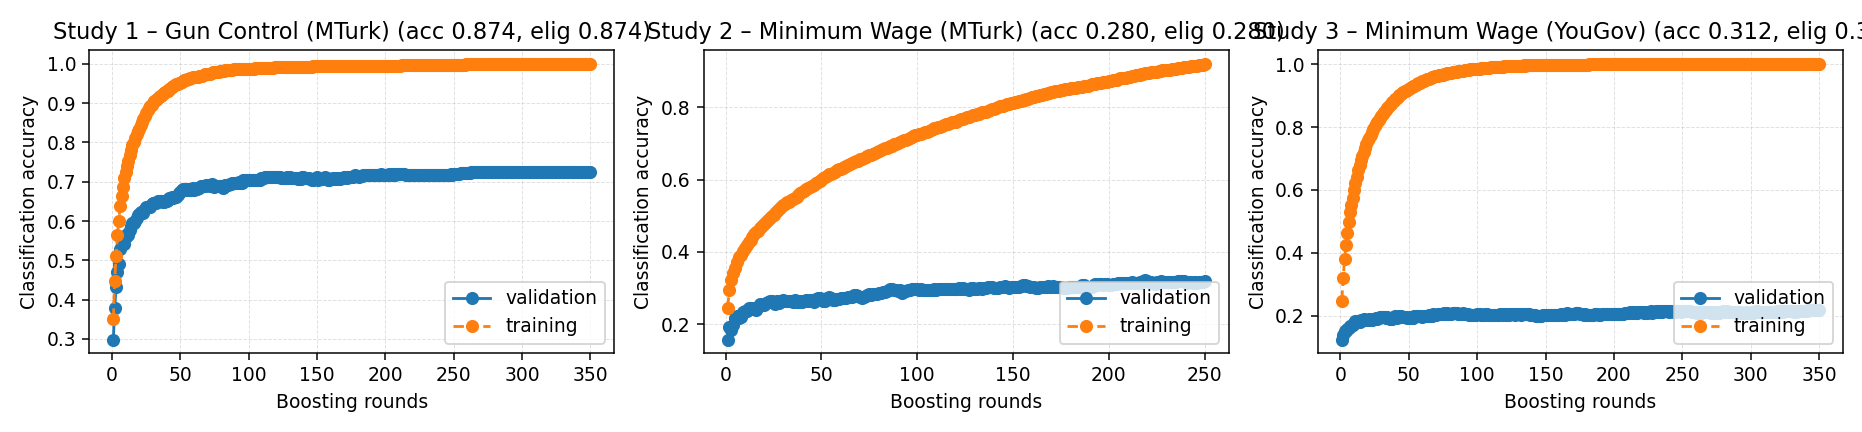 Study 1 – Gun Control (MTurk) (acc 0.874, elig 0.874)
Classification accuracy
1.0
0.9
0.8
0.7
0.6
0.5
0.4
0.3
0 50 100 150 200 250 300 350
Boosting rounds
validation
training
Study 2 – Minimum Wage (MTurk) (acc 0.280, elig 0.280)
Classification accuracy
0.8
0.6
0.4
0.2
0 50 100 150 200 250
Boosting rounds
validation
training
Study 3 – Minimum Wage (YouGov) (acc 0.312, elig 0.3
Classification accuracy
1.0
0.8
0.6
0.4
0.2
0 50 100 150 200 250 300 350
Boosting rounds
validation
training